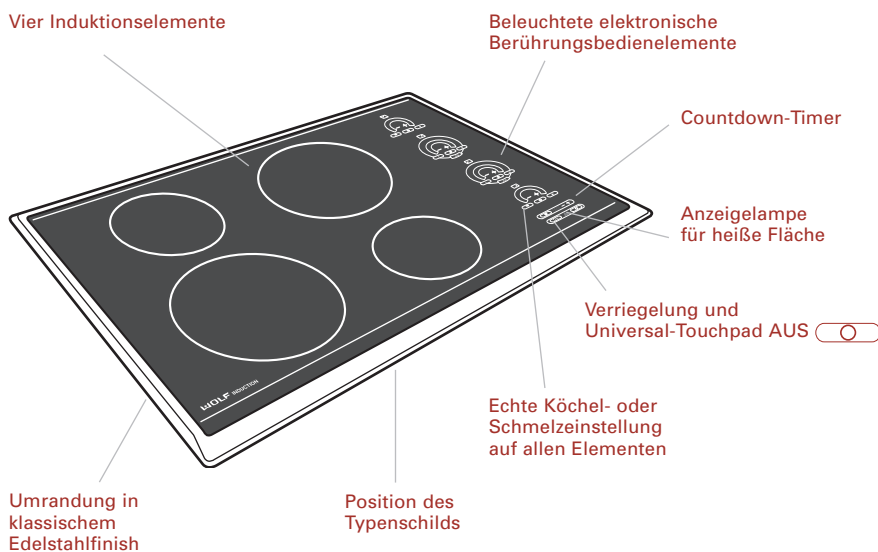 Vier Induktionselemente
Beleuchtete elektronische
Berührungsbedienelemente
Countdown-Timer
Anzeigelampe
für heiße Fläche
Verriegelung und
Universal-Touchpad AUS
Echte Köchel- oder
Schmelzeinstellung
auf allen Elementen
WOLF INDUCTION
Umrandung in
klassischem
Edelstahlfinish
Position des
Typenschilds